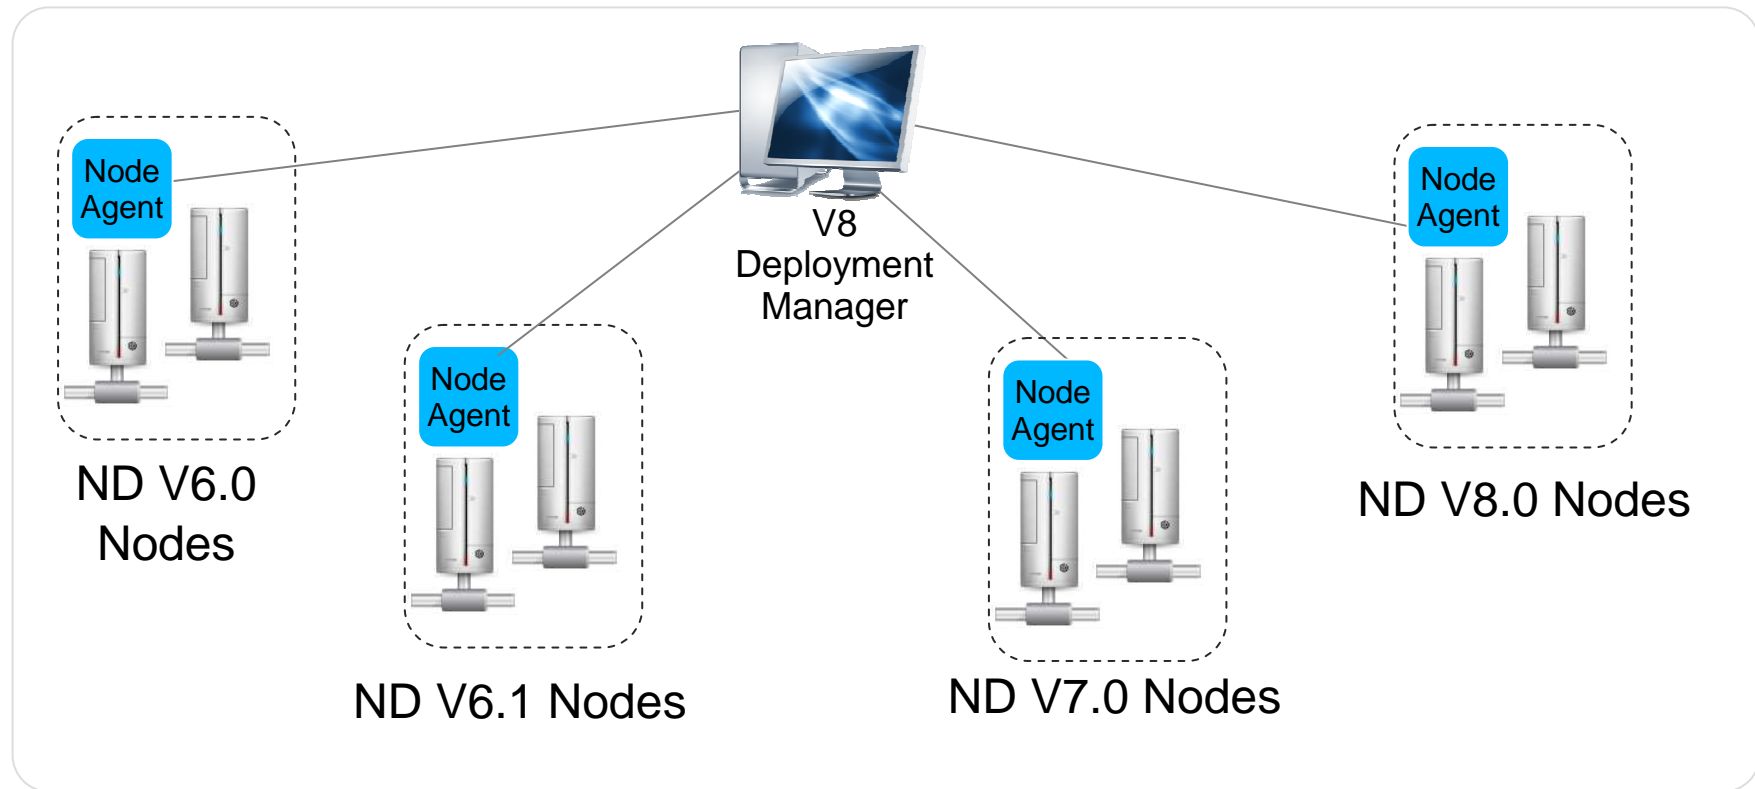 Node
Agent
ND V6.0
Nodes
Node
Agent
ND V6.1 Nodes
V8
Deployment
Manager
Node
Agent
ND V7.0 Nodes
Node
Agent
ND V8.0 Nodes